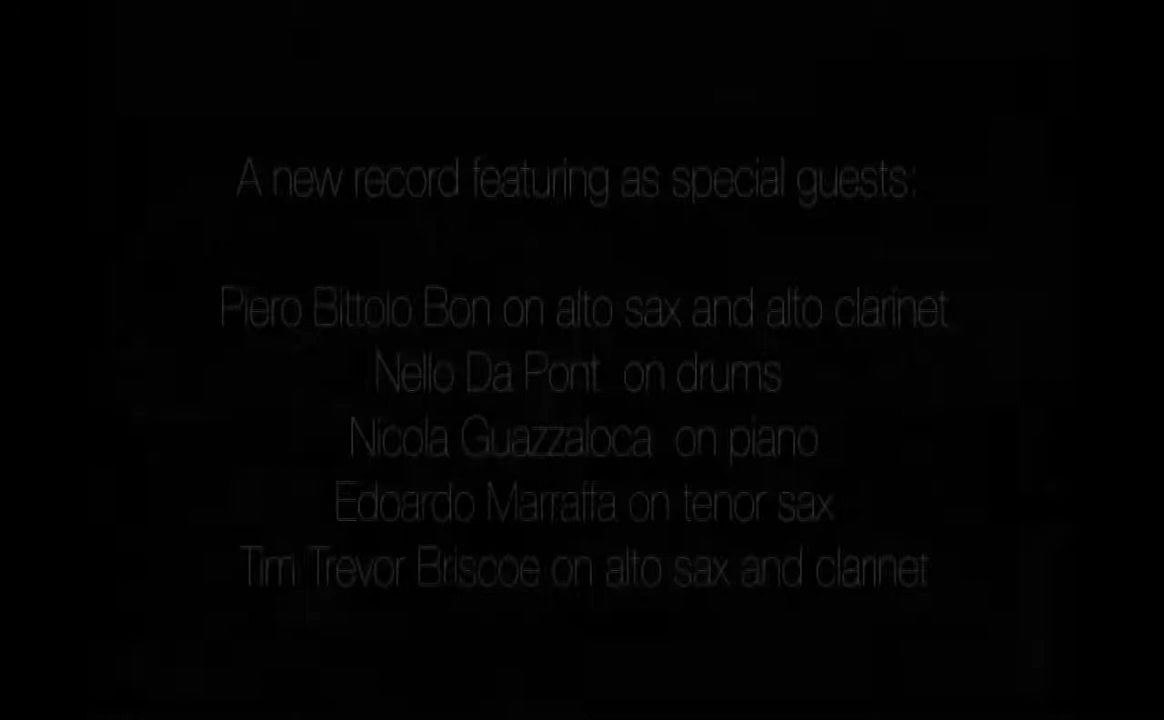 A new record featuring as special guests:
Piero Bittolo Bon on alto sax and alto clarinet
Nello Da Pont on drums
Nicola Guazzaloca on piano
Edoardo Marraffa on tenor sax
Tim Trevor Briscoe on alto sax and clarinet